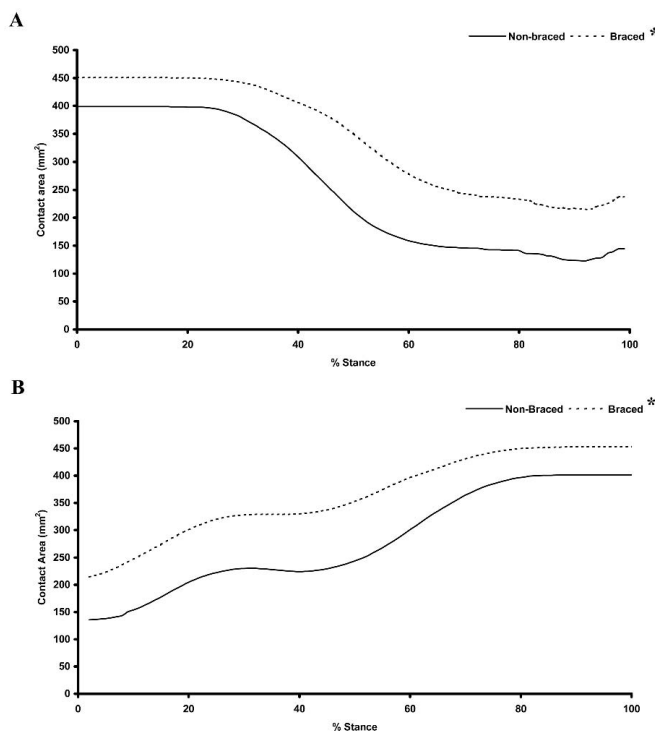 A
Non-braced Braced *
500
450
400
350
300
250
200
150
100
50
0
Contact area (mm²)
0 20 40 60 80 100
% Stance
B
Non-Braced Braced *
500
450
400
350
300
250
200
150
100
50
0
Contact Area (mm²)
0 20 40 60 80 100
% Stance